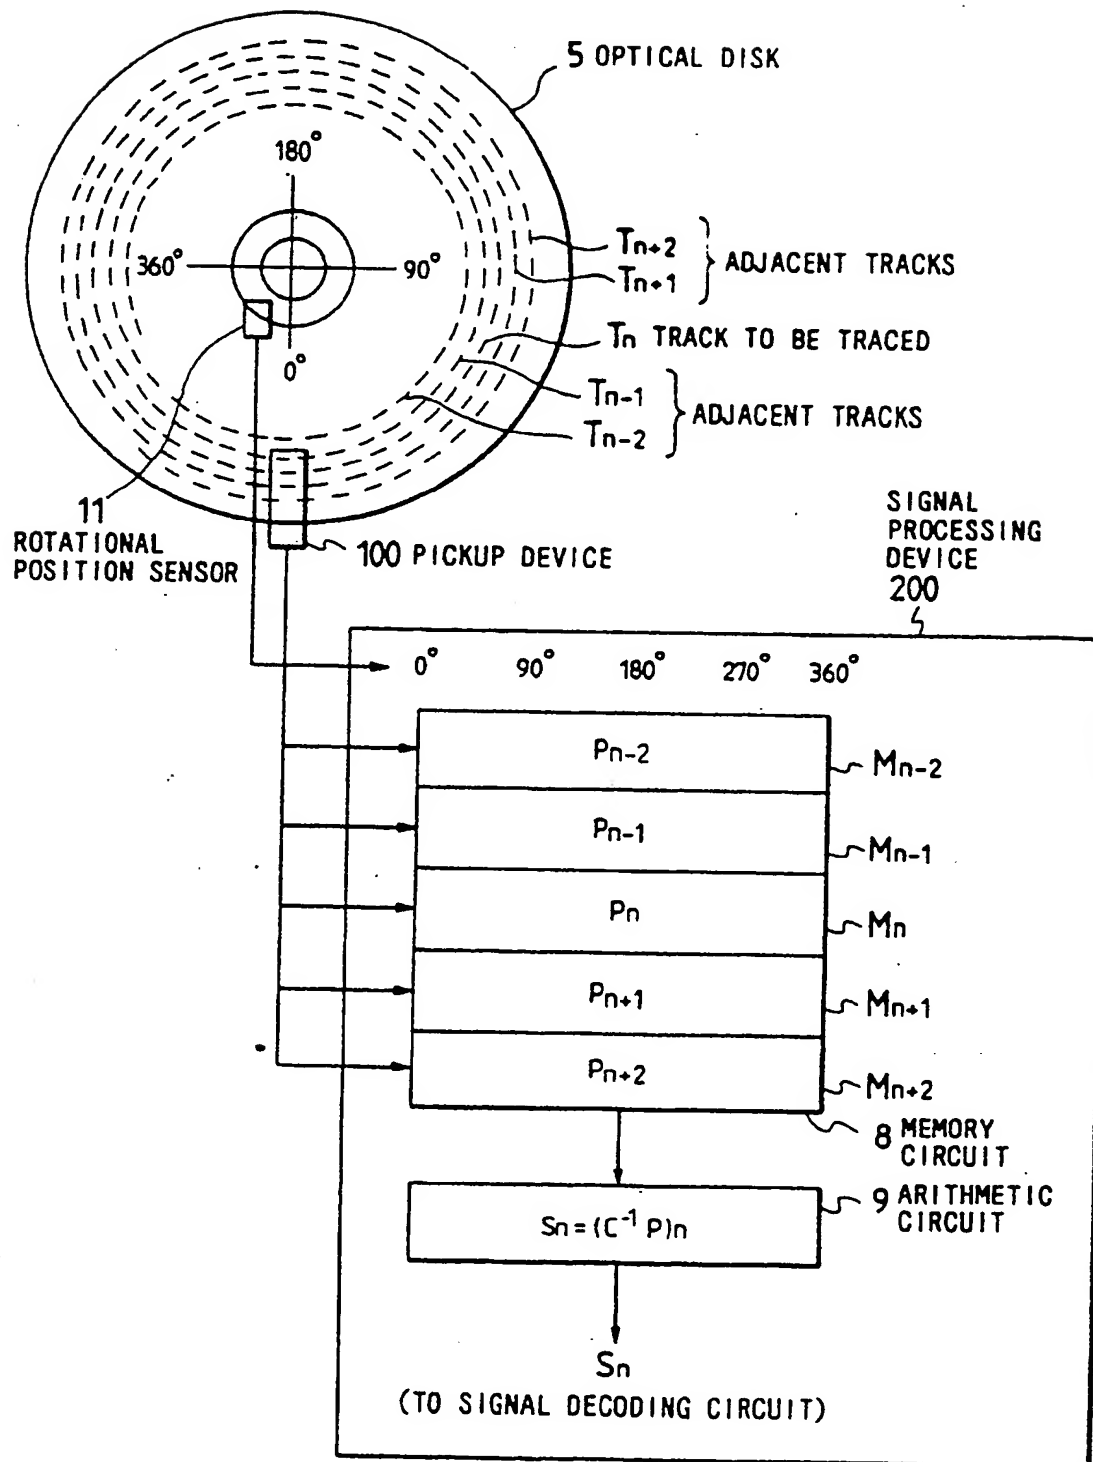 5 OPTICAL DISK
180°
360°
90°
0°
Tn+2
Tn+1
ADJACENT TRACKS
Tn TRACK TO BE TRACED
Tn-1
Tn-2
ADJACENT TRACKS
11
ROTATIONAL
POSITION SENSOR
100 PICKUP DEVICE
SIGNAL
PROCESSING
DEVICE
200
0° 90° 180° 270° 360°
Pn-2
Mn-2
Pn-1
Mn-1
Pn
Mn
Pn+1
Mn+1
Pn+2
Mn+2
8 MEMORY
CIRCUIT
9 ARITHMETIC
CIRCUIT
Sn=(C⁻¹ P)n
Sn
(TO SIGNAL DECODING CIRCUIT)